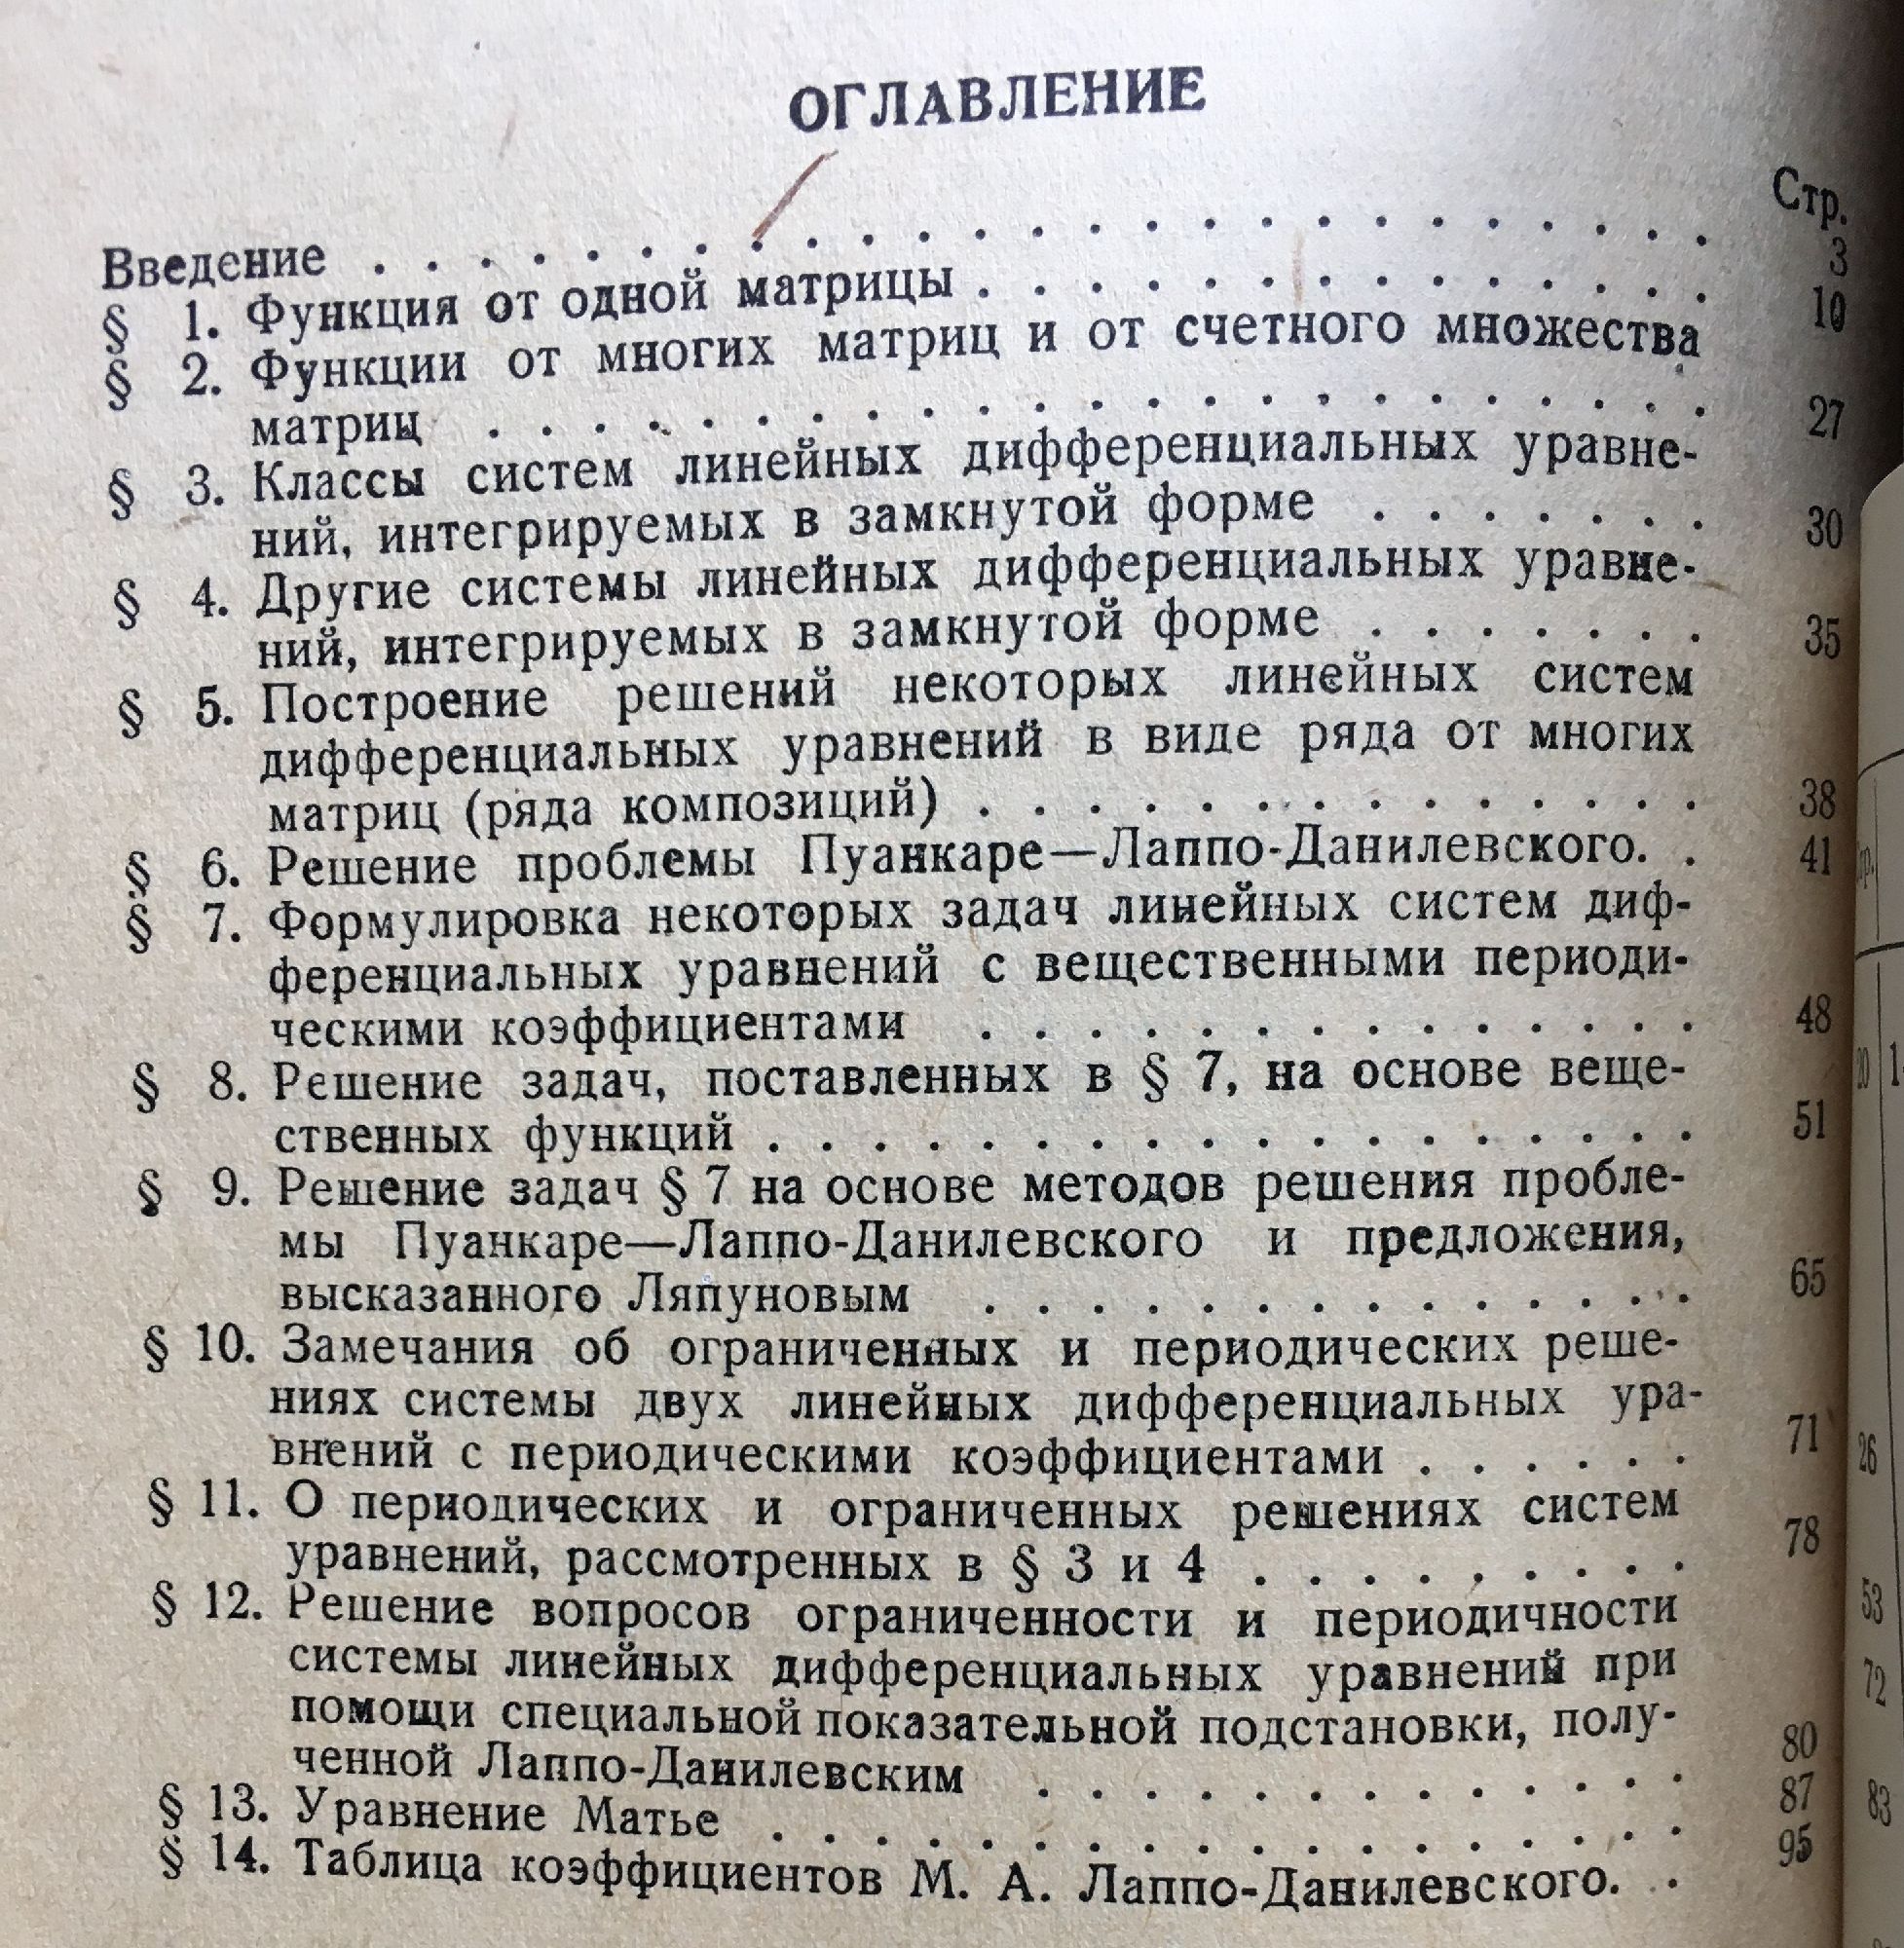 ОГЛАВЛЕНИЕ
Стр.
Введение . . . . . . . . . . . . . . . . . . . . . . . . 3
§ 1. Функция от одной матрицы . . . . . . . . . . . . . . 10
§ 2. Функции от многих матриц и от счетного множества
матриц . . . . . . . . . . . . . . . . . . . . . . . 27
§ 3. Классы систем линейных дифференциальных уравне-
ний, интегрируемых в замкнутой форме . . . . . . . 30
§ 4. Другие системы линейных дифференциальных уравне-
ний, интегрируемых в замкнутой форме . . . . . . . 35
§ 5. Построение решений некоторых линейных систем
дифференциальных уравнений в виде ряда от многих
матриц (ряда композиций) . . . . . . . . . . . . . . 38
§ 6. Решение проблемы Пуанкаре—Лаппо-Данилевского. . 41
§ 7. Формулировка некоторых задач линейных систем диф-
ференциальных уравнений с вещественными периоди-
ческими коэффициентами . . . . . . . . . . . . . . 48
§ 8. Решение задач, поставленных в § 7, на основе веще-
ственных функций . . . . . . . . . . . . . . . . . . 51
§ 9. Решение задач § 7 на основе методов решения пробле-
мы Пуанкаре—Лаппо-Данилевского и предложения,
высказанного Ляпуновым . . . . . . . . . . . . . . 65
§ 10. Замечания об ограниченных и периодических реше-
ниях системы двух линейных дифференциальных ура-
внений с периодическими коэффициентами . . . . . . 71
§ 11. О периодических и ограниченных решениях систем
уравнений, рассмотренных в § 3 и 4 . . . . . . . . . 78
§ 12. Решение вопросов ограниченности и периодичности
системы линейных дифференциальных уравнений при
помощи специальной показательной подстановки, полу-
ченной Лаппо-Данилевским . . . . . . . . . . . . . 80
§ 13. Уравнение Матье . . . . . . . . . . . . . . . . . . 87
§ 14. Таблица коэффициентов М. А. Лаппо-Данилевского. . 95
26
53
72
83